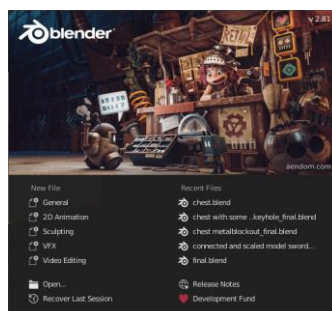 blender
v 2.81
RETAIL
aendom.com
New File
General
2D Animation
Sculpting
VFX
Video Editing
Open...
Recover Last Session
Recent Files
chest.blend
chest with some ..keyhole_final.blend
chest metalblockout_final.blend
connected and scaled model sword...
final.blend
Release Notes
Development Fund